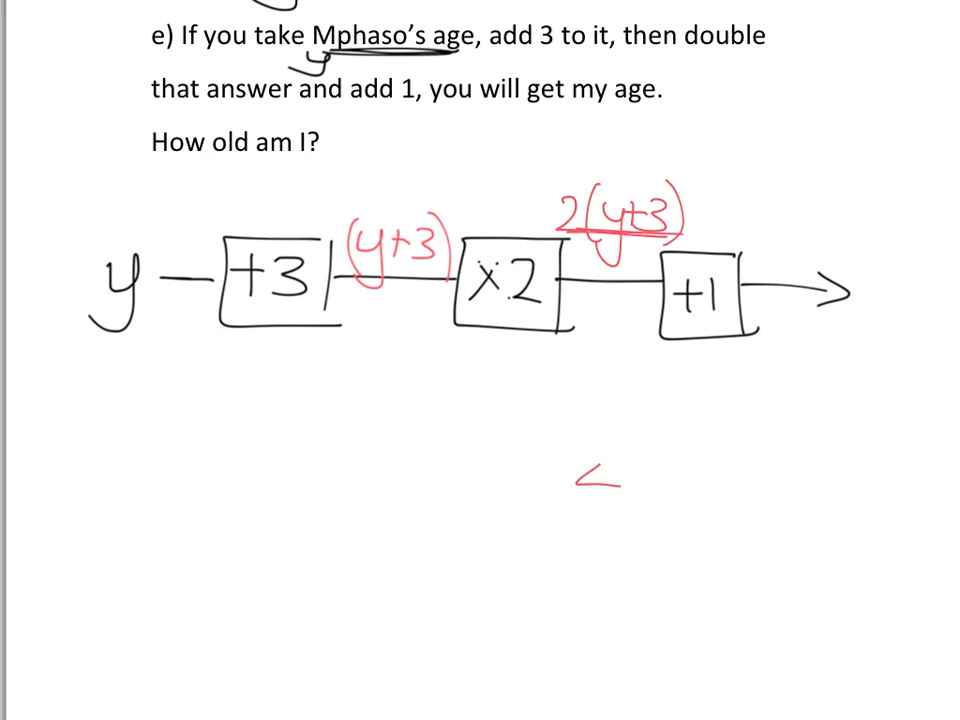 e) If you take Mphaso's age, add 3 to it, then double
y
that answer and add 1, you will get my age.
How old am I?
2(y+3)
(y+3)
y +3 ×2 +1
<